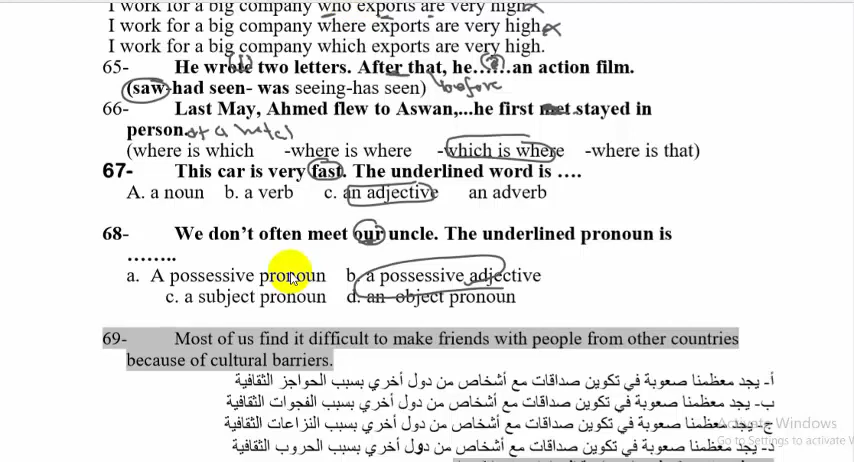 I work for a big company who exports are very high.
I work for a big company where exports are very high.
I work for a big company which exports are very high.
65- He wrote two letters. After that, he……an action film.
(saw-had seen- was seeing-has seen) before
66- Last May, Ahmed flew to Aswan,...he first met stayed in
person. at a hotel
(where is which -where is where -which is where -where is that)
67- This car is very fast. The underlined word is ….
A. a noun b. a verb c. an adjective an adverb
68- We don’t often meet our uncle. The underlined pronoun is
……..
a. A possessive pronoun b. a possessive adjective
c. a subject pronoun d. an object pronoun
69- Most of us find it difficult to make friends with people from other countries
because of cultural barriers.
أ- يجد معظمنا صعوبة في تكوين صداقات مع أشخاص من دول أخري بسبب الحواجز الثقافية
ب- يجد معظمنا صعوبة في تكوين صداقات مع أشخاص من دول أخري بسبب الفجوات الثقافية
ج- يجد معظمنا صعوبة في تكوين صداقات مع أشخاص من دول أخري بسبب النزاعات الثقافية
د- يجد معظمنا صعوبة في تكوين صداقات مع أشخاص من دول أخري بسبب الحروب الثقافية
Activate Windows
Go to Settings to activate